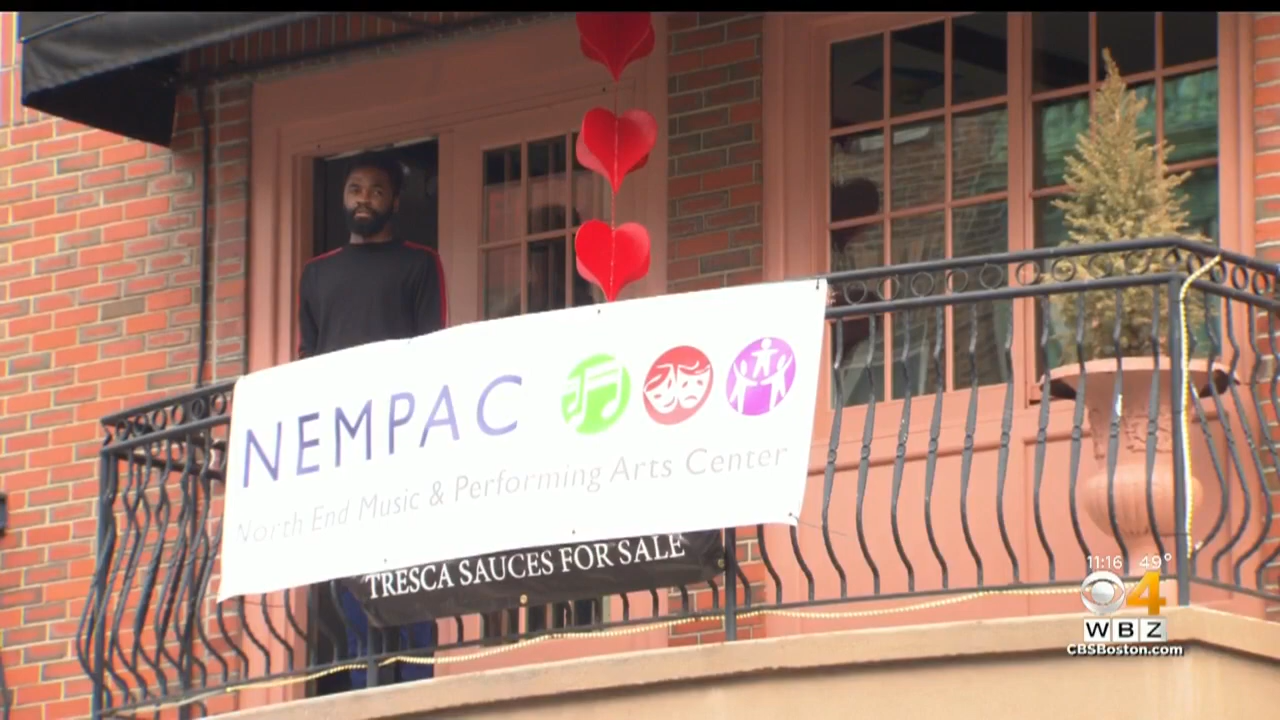 NEMPAC
North End Music & Performing Arts Center
TRESCA SAUCES FOR SALE
11:16 49°
4
WBZ
CBSBoston.com